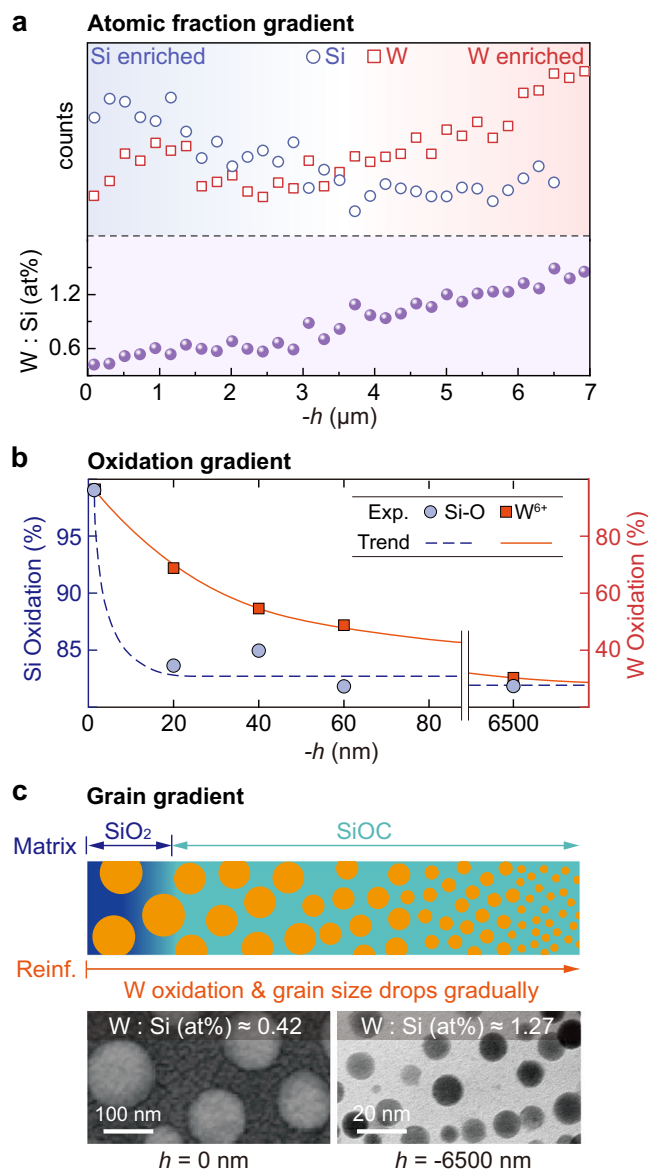 a Atomic fraction gradient
Si enriched Si W W enriched
counts
W : Si (at%)
1.2
0.6
0 1 2 3 4 5 6 7
-h (μm)
b Oxidation gradient
Si Oxidation (%)
95
90
85
Exp. Si-O W⁶⁺
Trend
W Oxidation (%)
80
60
40
0 20 40 60 80 6500
-h (nm)
c Grain gradient
Matrix SiO₂ SiOC
Reinf.
W oxidation & grain size drops gradually
W : Si (at%) ≈ 0.42 W : Si (at%) ≈ 1.27
100 nm 20 nm
h = 0 nm h = -6500 nm